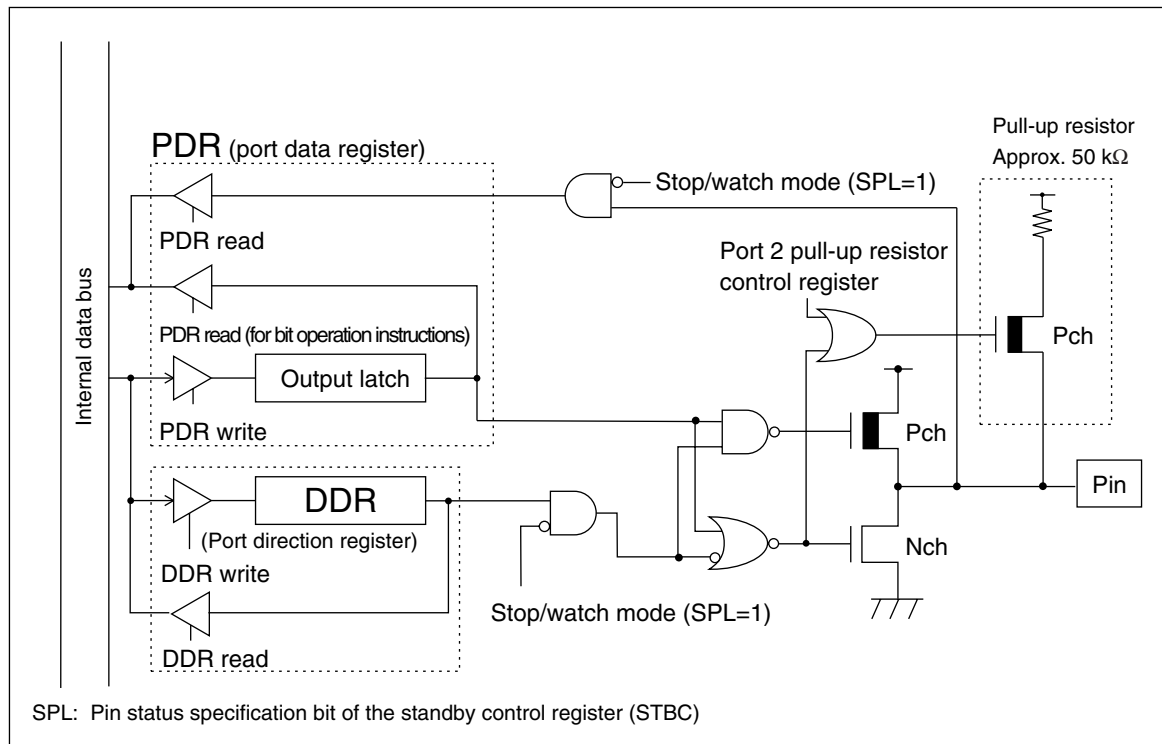 PDR (port data register)
Pull-up resistor
Approx. 50 kΩ
Stop/watch mode (SPL=1)
PDR read
Port 2 pull-up resistor
control register
Internal data bus
PDR read (for bit operation instructions)
Pch
Output latch
PDR write
Pch
Pin
DDR
(Port direction register)
DDR write
Nch
Stop/watch mode (SPL=1)
DDR read
SPL: Pin status specification bit of the standby control register (STBC)